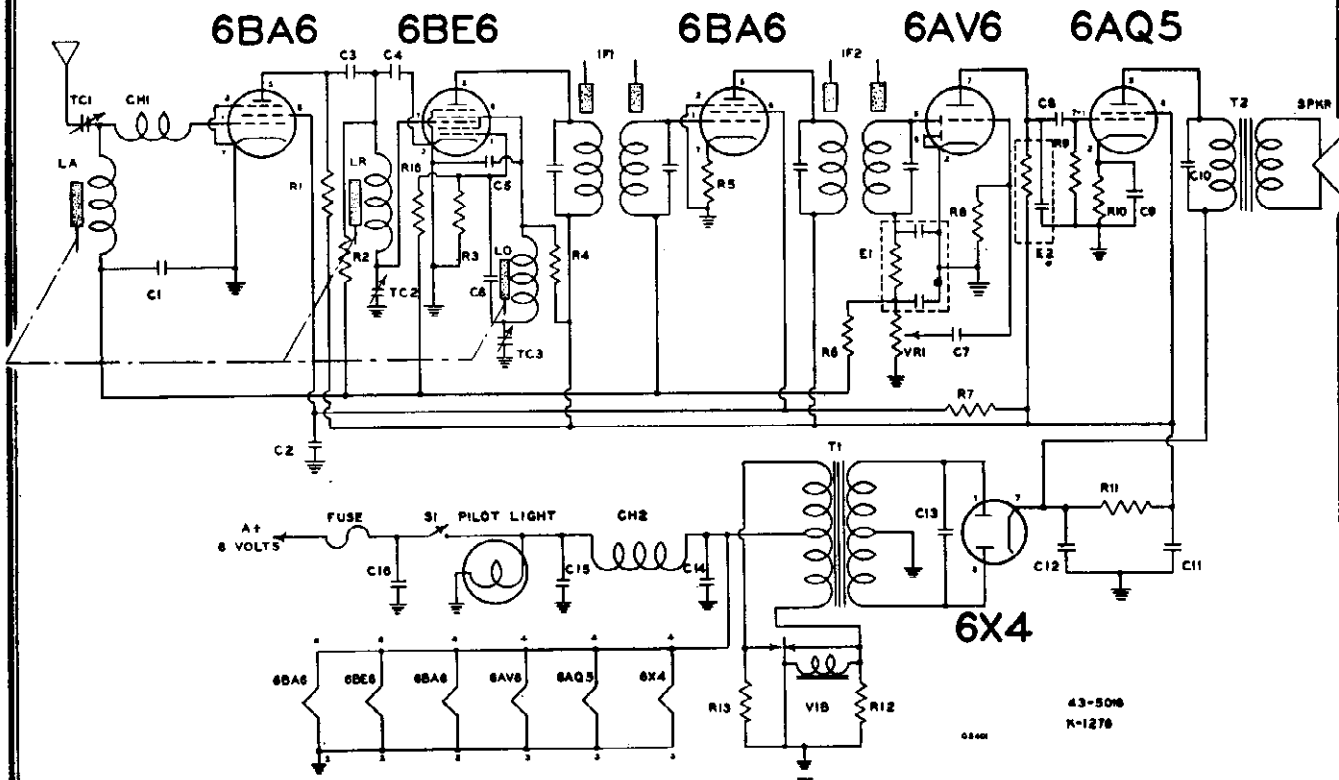 6BA6 6BE6 6BA6 6AV6 6AQ5
C3 C4 IF1 IF2
TC1 CH1 C8 T2 SPKR
LA R1 R16 LR C5 R5 R8 R9 C10
R2 R3 LO R4 E1 R10 C9
C1 TC2 C6 E2
TC3 R6 VR1 C7
R7
C2 T1
A+ FUSE S1 PILOT LIGHT CH2 C13 R11
6 VOLTS
C16 C15 C14 C12 C11
6X4
6BA6 6BE6 6BA6 6AV6 6AQ5 6X4
R13 VIB R12
43-5016
K-1276